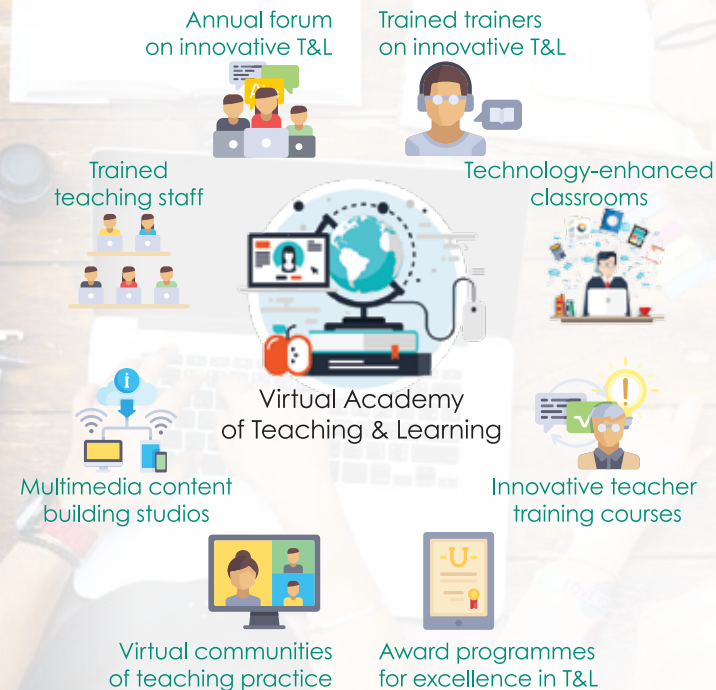 Annual forum
on innovative T&L
Trained trainers
on innovative T&L
Trained
teaching staff
Technology-enhanced
classrooms
Virtual Academy
of Teaching & Learning
Multimedia content
building studios
Innovative teacher
training courses
Virtual communities
of teaching practice
Award programmes
for excellence in T&L